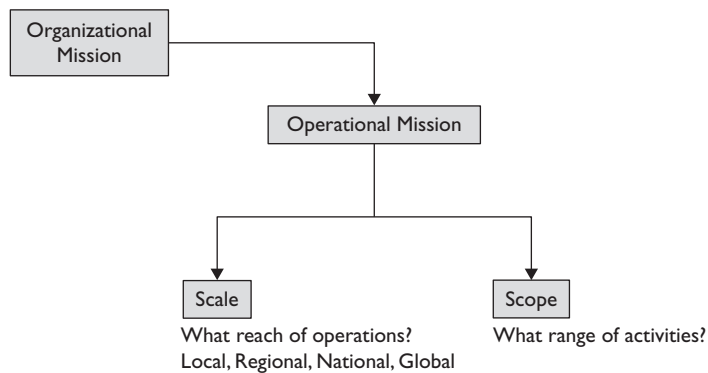 Organizational
Mission
Operational Mission
Scale
What reach of operations?
Local, Regional, National, Global
Scope
What range of activities?